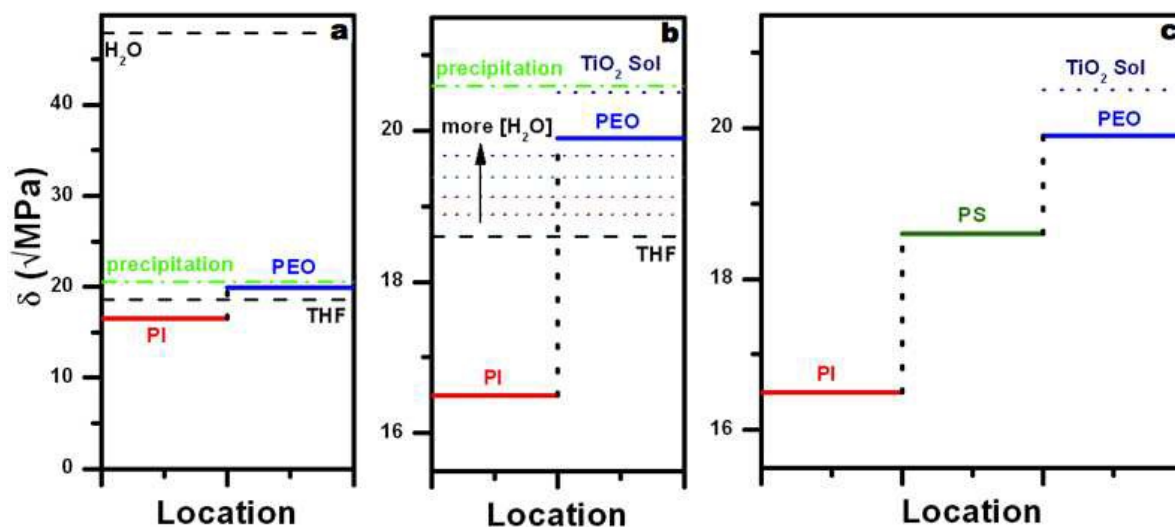 a
H₂O
40
30
20
10
0
δ (√MPa)
precipitation
PEO
THF
PI
Location
b
TiO₂ Sol
precipitation
more [H₂O]
PEO
20
18
16
THF
PI
Location
c
TiO₂ Sol
PEO
20
18
16
PS
PI
Location